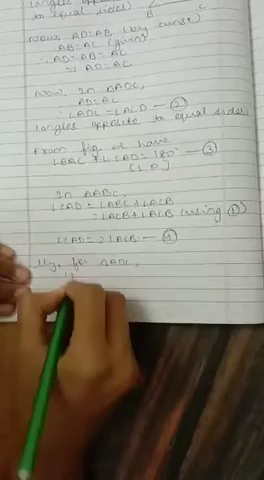 to equal sides)
B
C
Now, AD=AB (by const)
AB=AC (given)
∴ AD=AB=AC
⇒ AD=AC
Now. In ΔADC,
AD=AC
∴ ∠ADC=∠ACD — ②
(angles opposite to equal sides
From fig. we have
∠BAC + ∠CAD=180° — ③
In ΔABC,
∠CAD = ∠ABC+∠ACB
=∠ACB+∠ACB (using ①)
∠CAD=2∠ACB — ④
lly. for ΔADC,